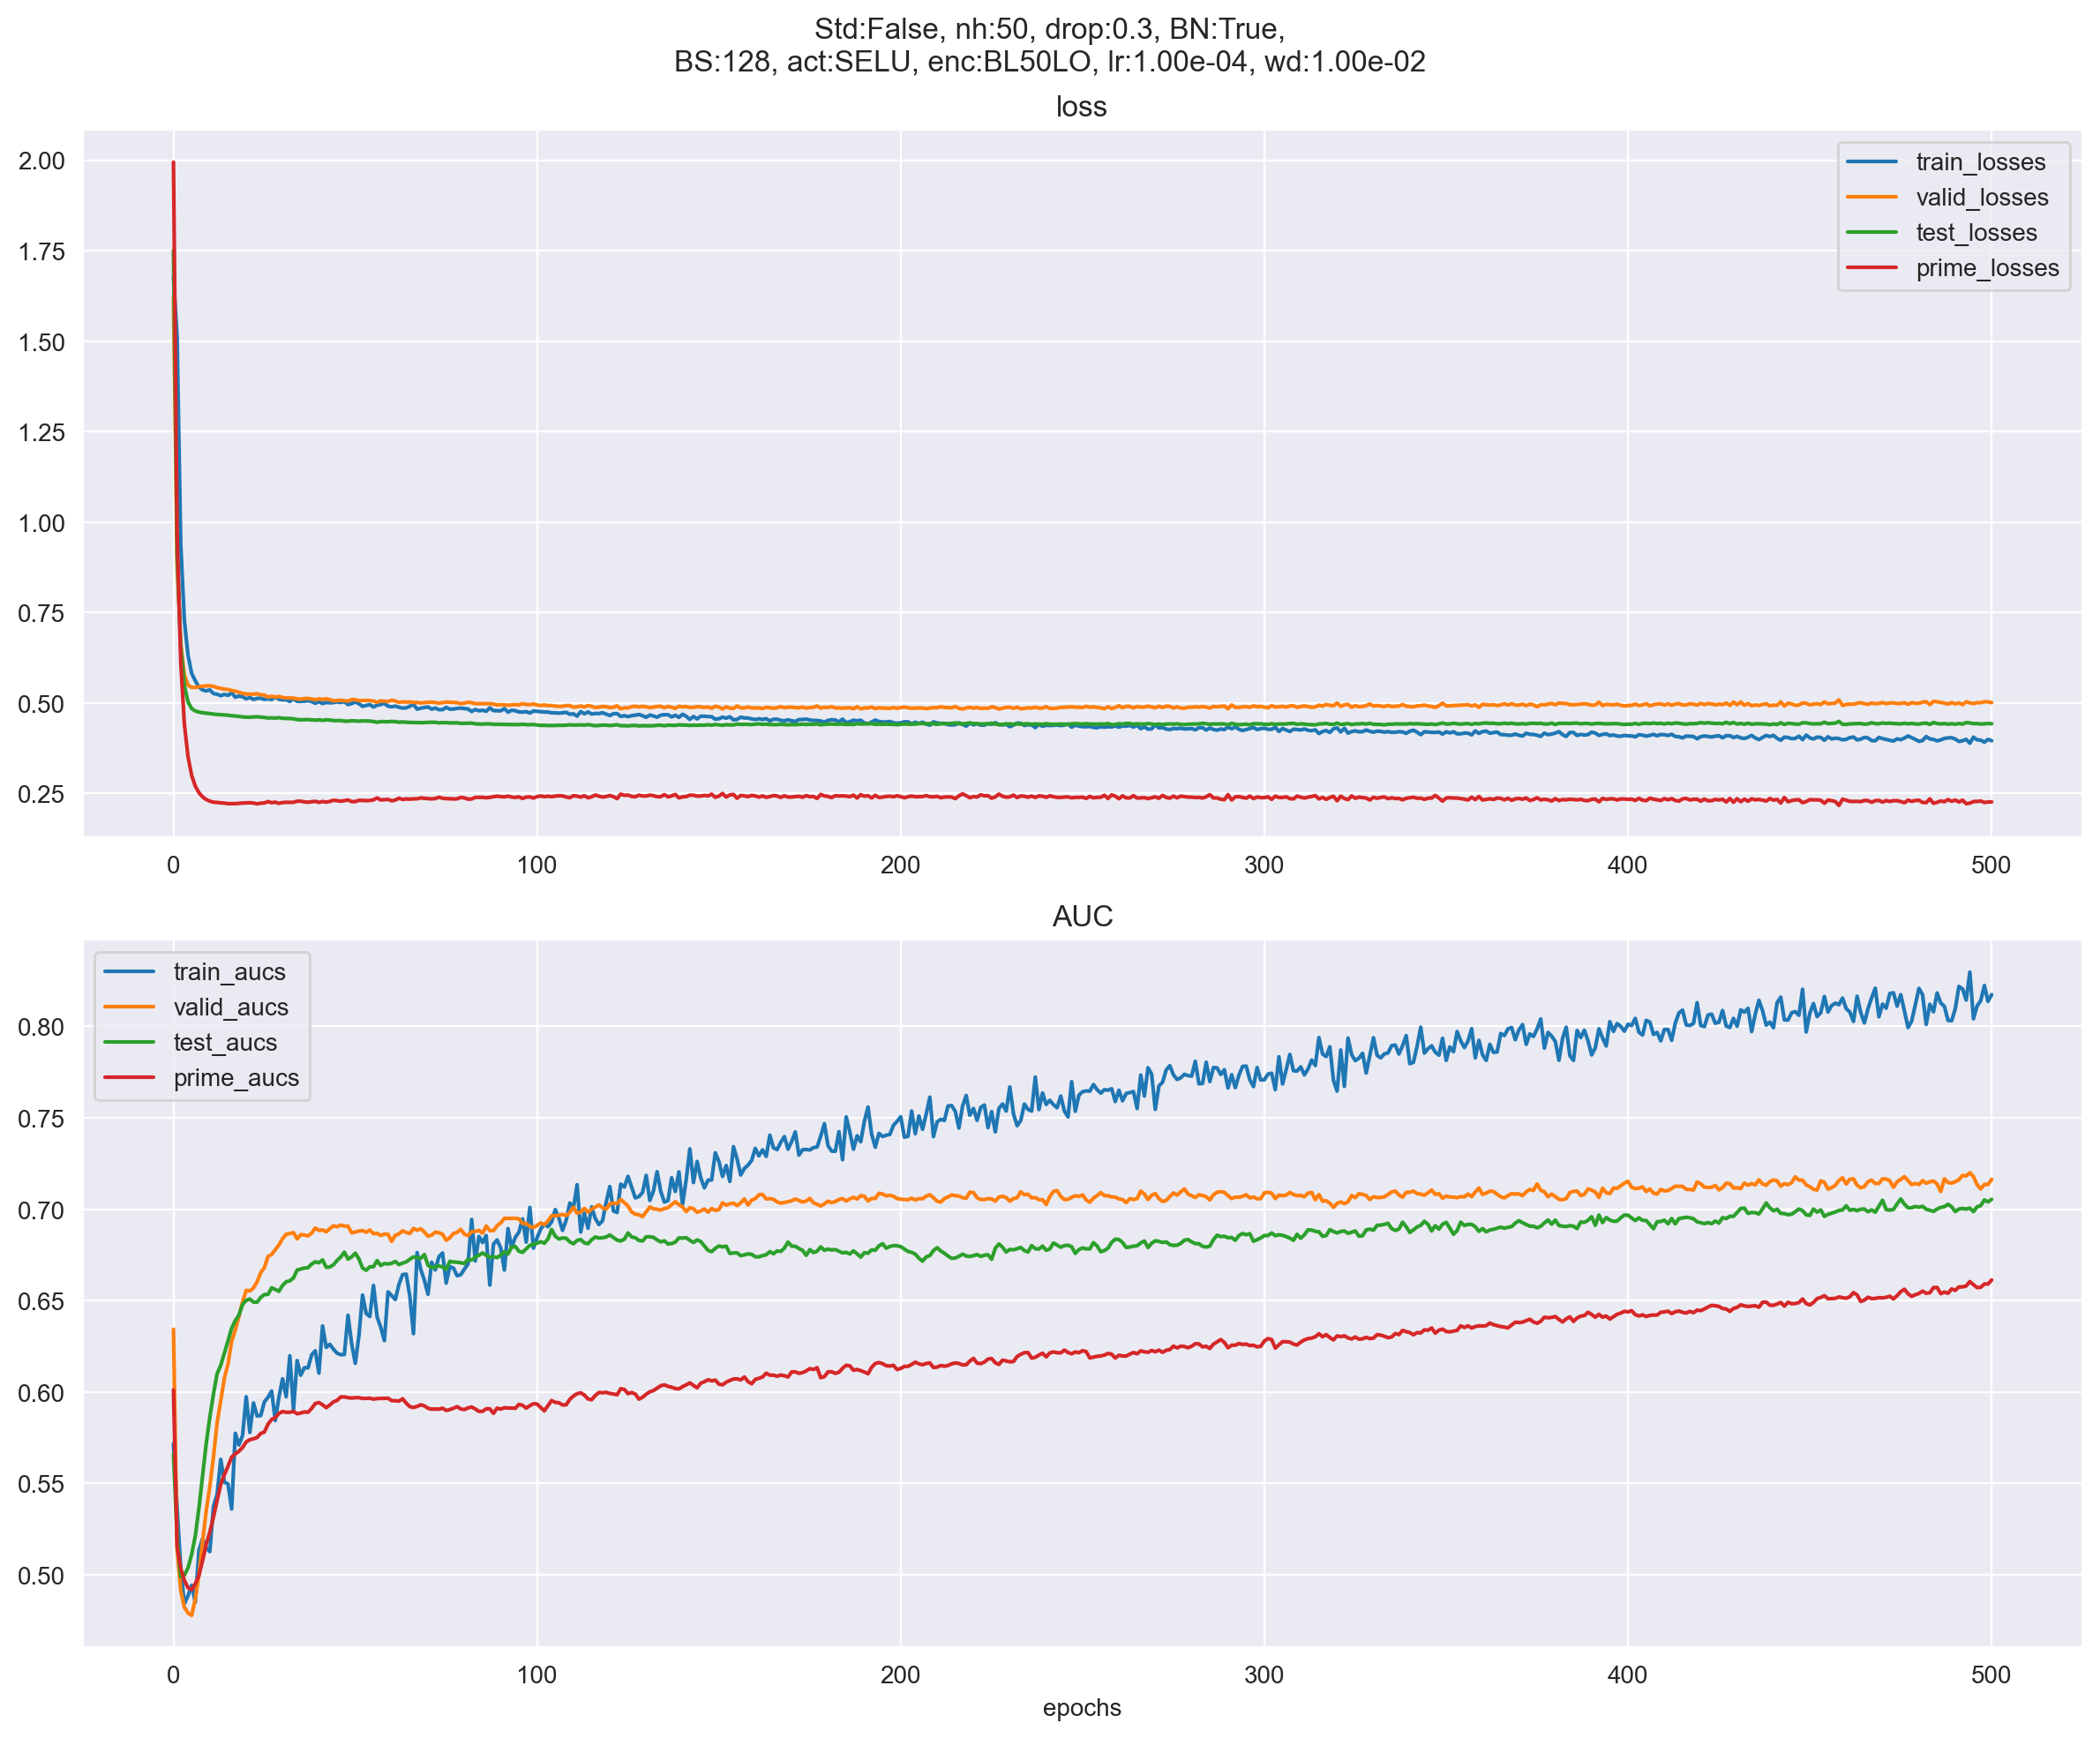 Std:False, nh:50, drop:0.3, BN:True,
BS:128, act:SELU, enc:BL50LO, lr:1.00e-04, wd:1.00e-02
loss
2.00
1.75
1.50
1.25
1.00
0.75
0.50
0.25
train_losses
valid_losses
test_losses
prime_losses
0 100 200 300 400 500
AUC
train_aucs
valid_aucs
test_aucs
prime_aucs
0.80
0.75
0.70
0.65
0.60
0.55
0.50
0 100 200 300 400 500
epochs